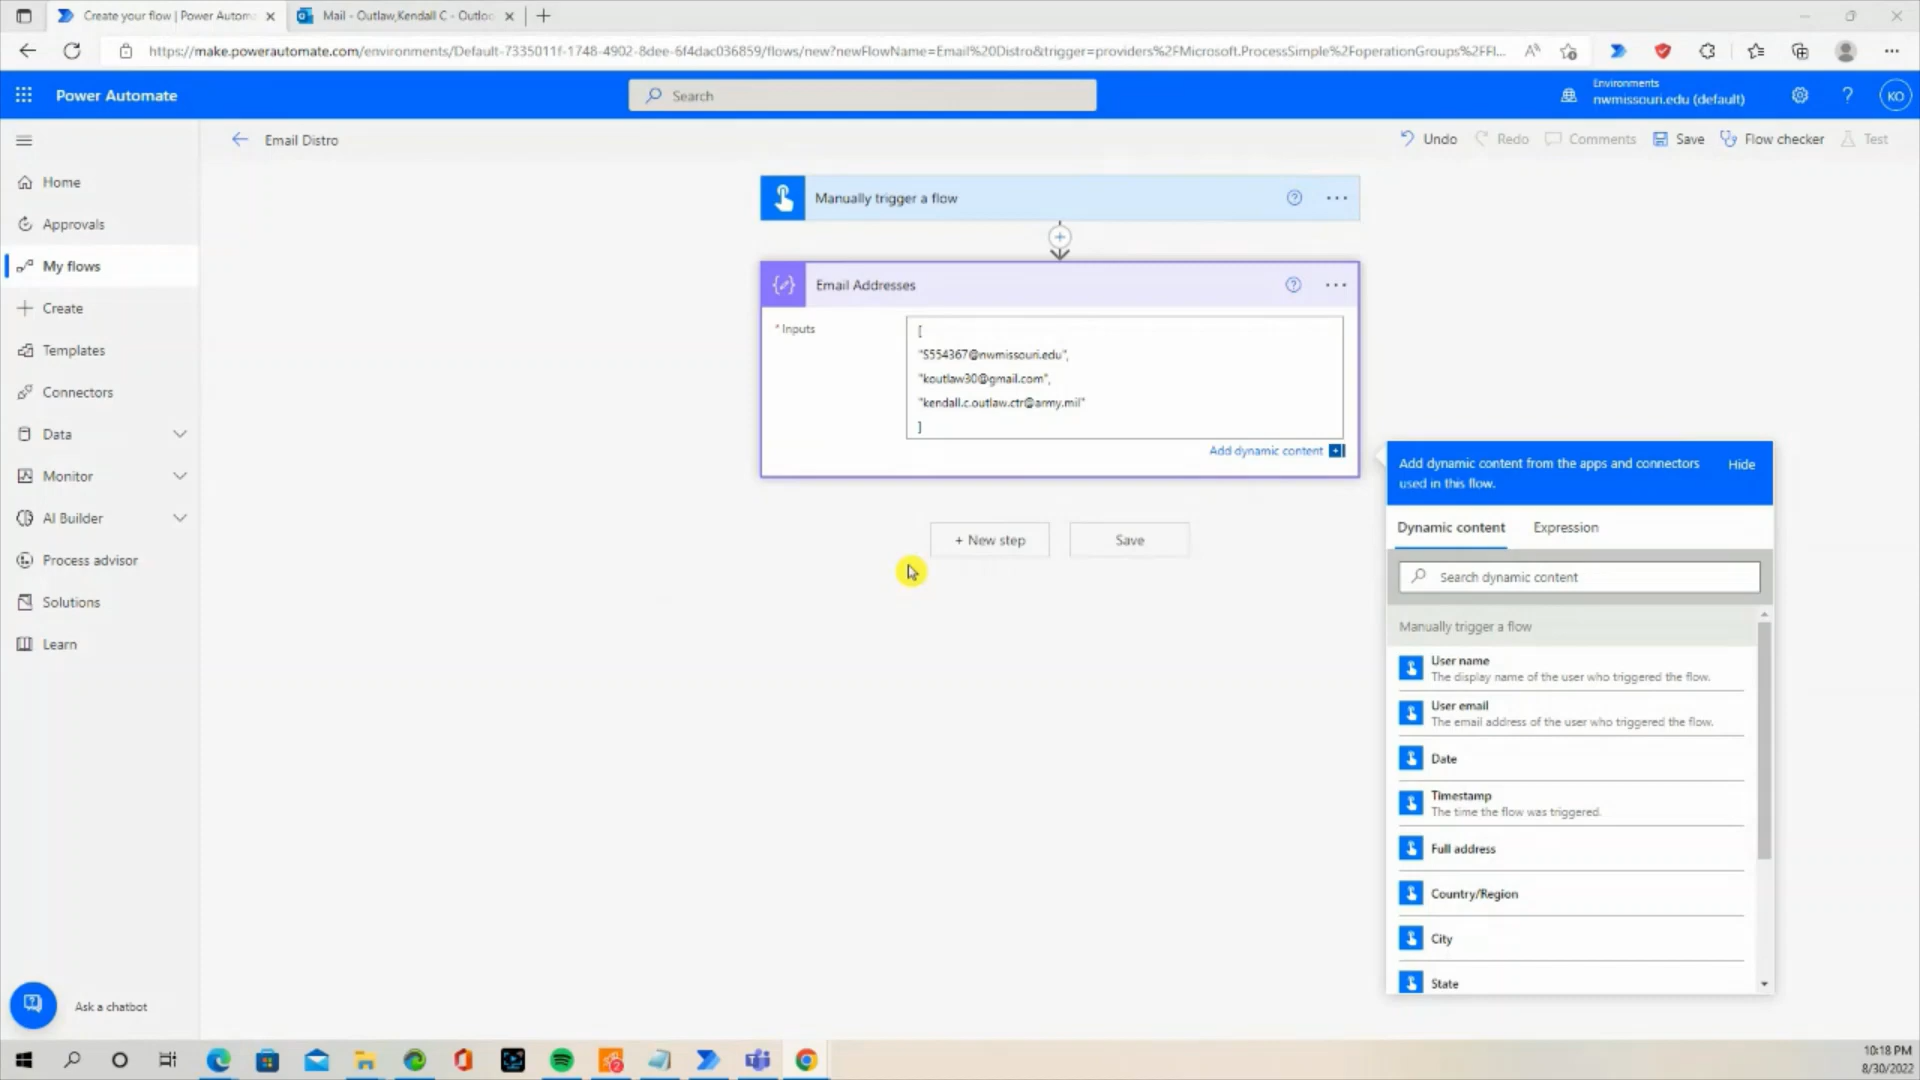 Create your flow | Power Autom
Mail - Outlaw,Kendall C - Outloo
https://make.powerautomate.com/environments/Default-7335011f-1748-4902-8dee-6f4dac036859/flows/new?newFlowName=Email%20Distro&trigger=providers%2FMicrosoft.ProcessSimple%2FoperationGroups%2FFl...
Power Automate
Search
Environments
nwmissouri.edu (default)
?
KO
Email Distro
Undo
Redo
Comments
Save
Flow checker
Test
Home
Approvals
My flows
Create
Templates
Connectors
Data
Monitor
AI Builder
Process advisor
Solutions
Learn
Ask a chatbot
Manually trigger a flow
Email Addresses
* Inputs
[
"S554367@nwmissouri.edu",
"koutlaw30@gmail.com",
"kendall.c.outlaw.ctr@army.mil"
]
Add dynamic content
+ New step
Save
Add dynamic content from the apps and connectors
used in this flow.
Hide
Dynamic content
Expression
Search dynamic content
Manually trigger a flow
User name
The display name of the user who triggered the flow.
User email
The email address of the user who triggered the flow.
Date
Timestamp
The time the flow was triggered.
Full address
Country/Region
City
State
10:18 PM
8/30/2022